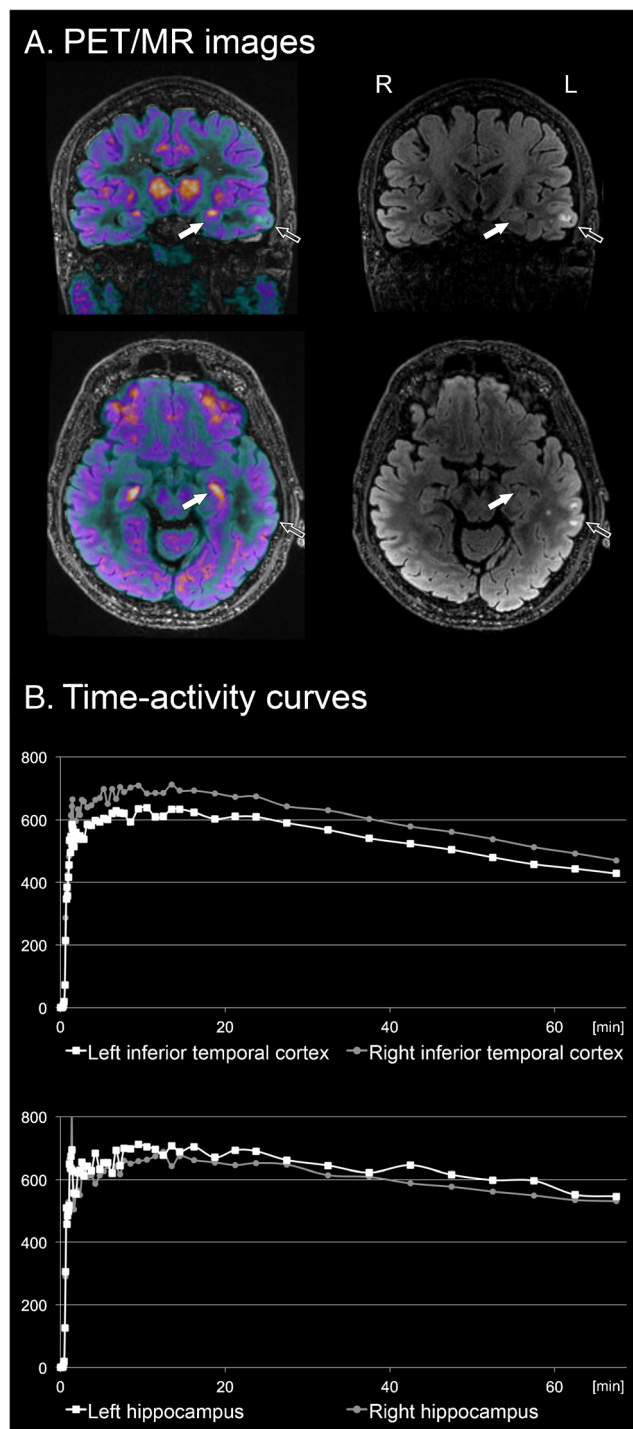 A. PET/MR images
R L
B. Time-activity curves
800
600
400
200
0
0 20 40 60 [min]
Left inferior temporal cortex Right inferior temporal cortex
800
600
400
200
0
0 20 40 60 [min]
Left hippocampus Right hippocampus